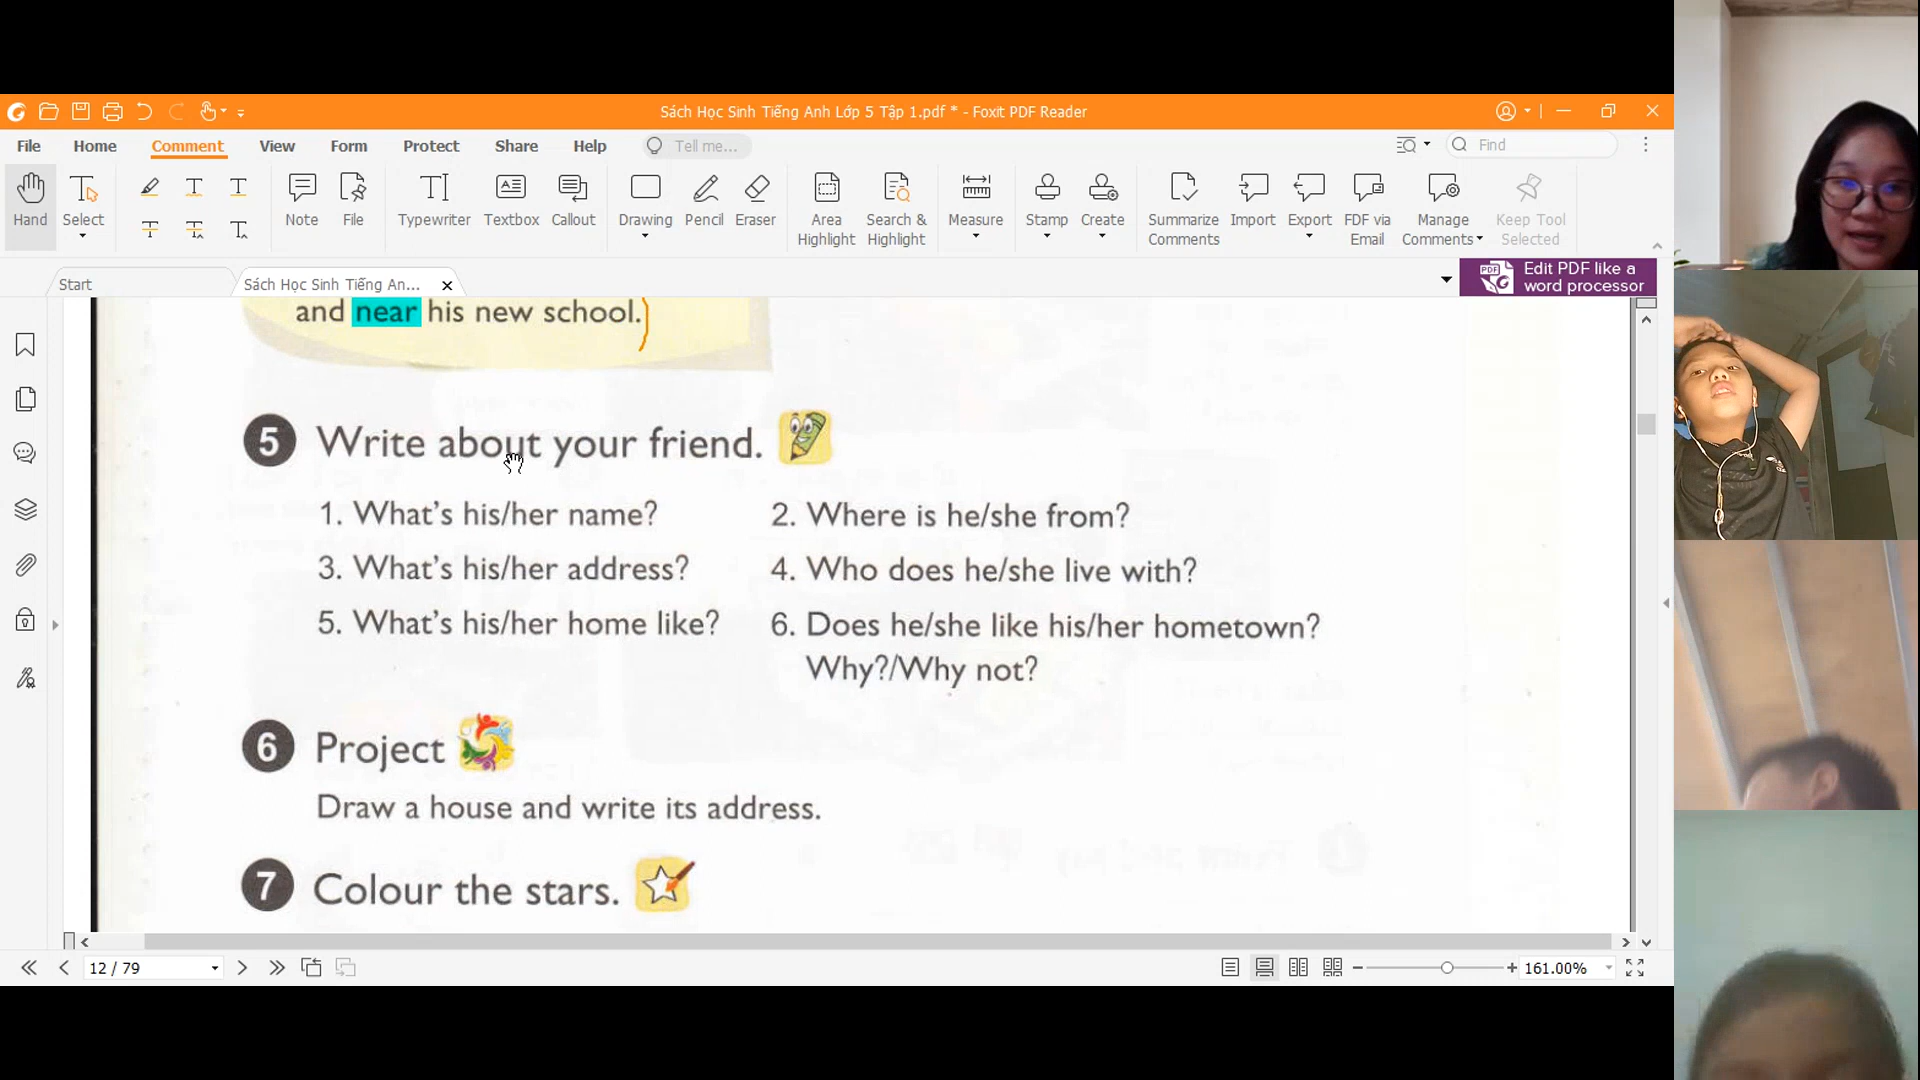 Sách Học Sinh Tiếng Anh Lớp 5 Tập 1.pdf * - Foxit PDF Reader
File Home Comment View Form Protect Share Help Tell me... Find
Hand Select Note File Typewriter Textbox Callout Drawing Pencil Eraser Area Highlight Search & Highlight Measure Stamp Create Summarize Comments Import Export FDF via Email Manage Comments Keep Tool Selected
Start Sách Học Sinh Tiếng An... Edit PDF like a word processor
and near his new school.
5 Write about your friend.
1. What's his/her name? 2. Where is he/she from?
3. What's his/her address? 4. Who does he/she live with?
5. What's his/her home like? 6. Does he/she like his/her hometown?
Why?/Why not?
6 Project
Draw a house and write its address.
7 Colour the stars.
12 / 79 161.00%